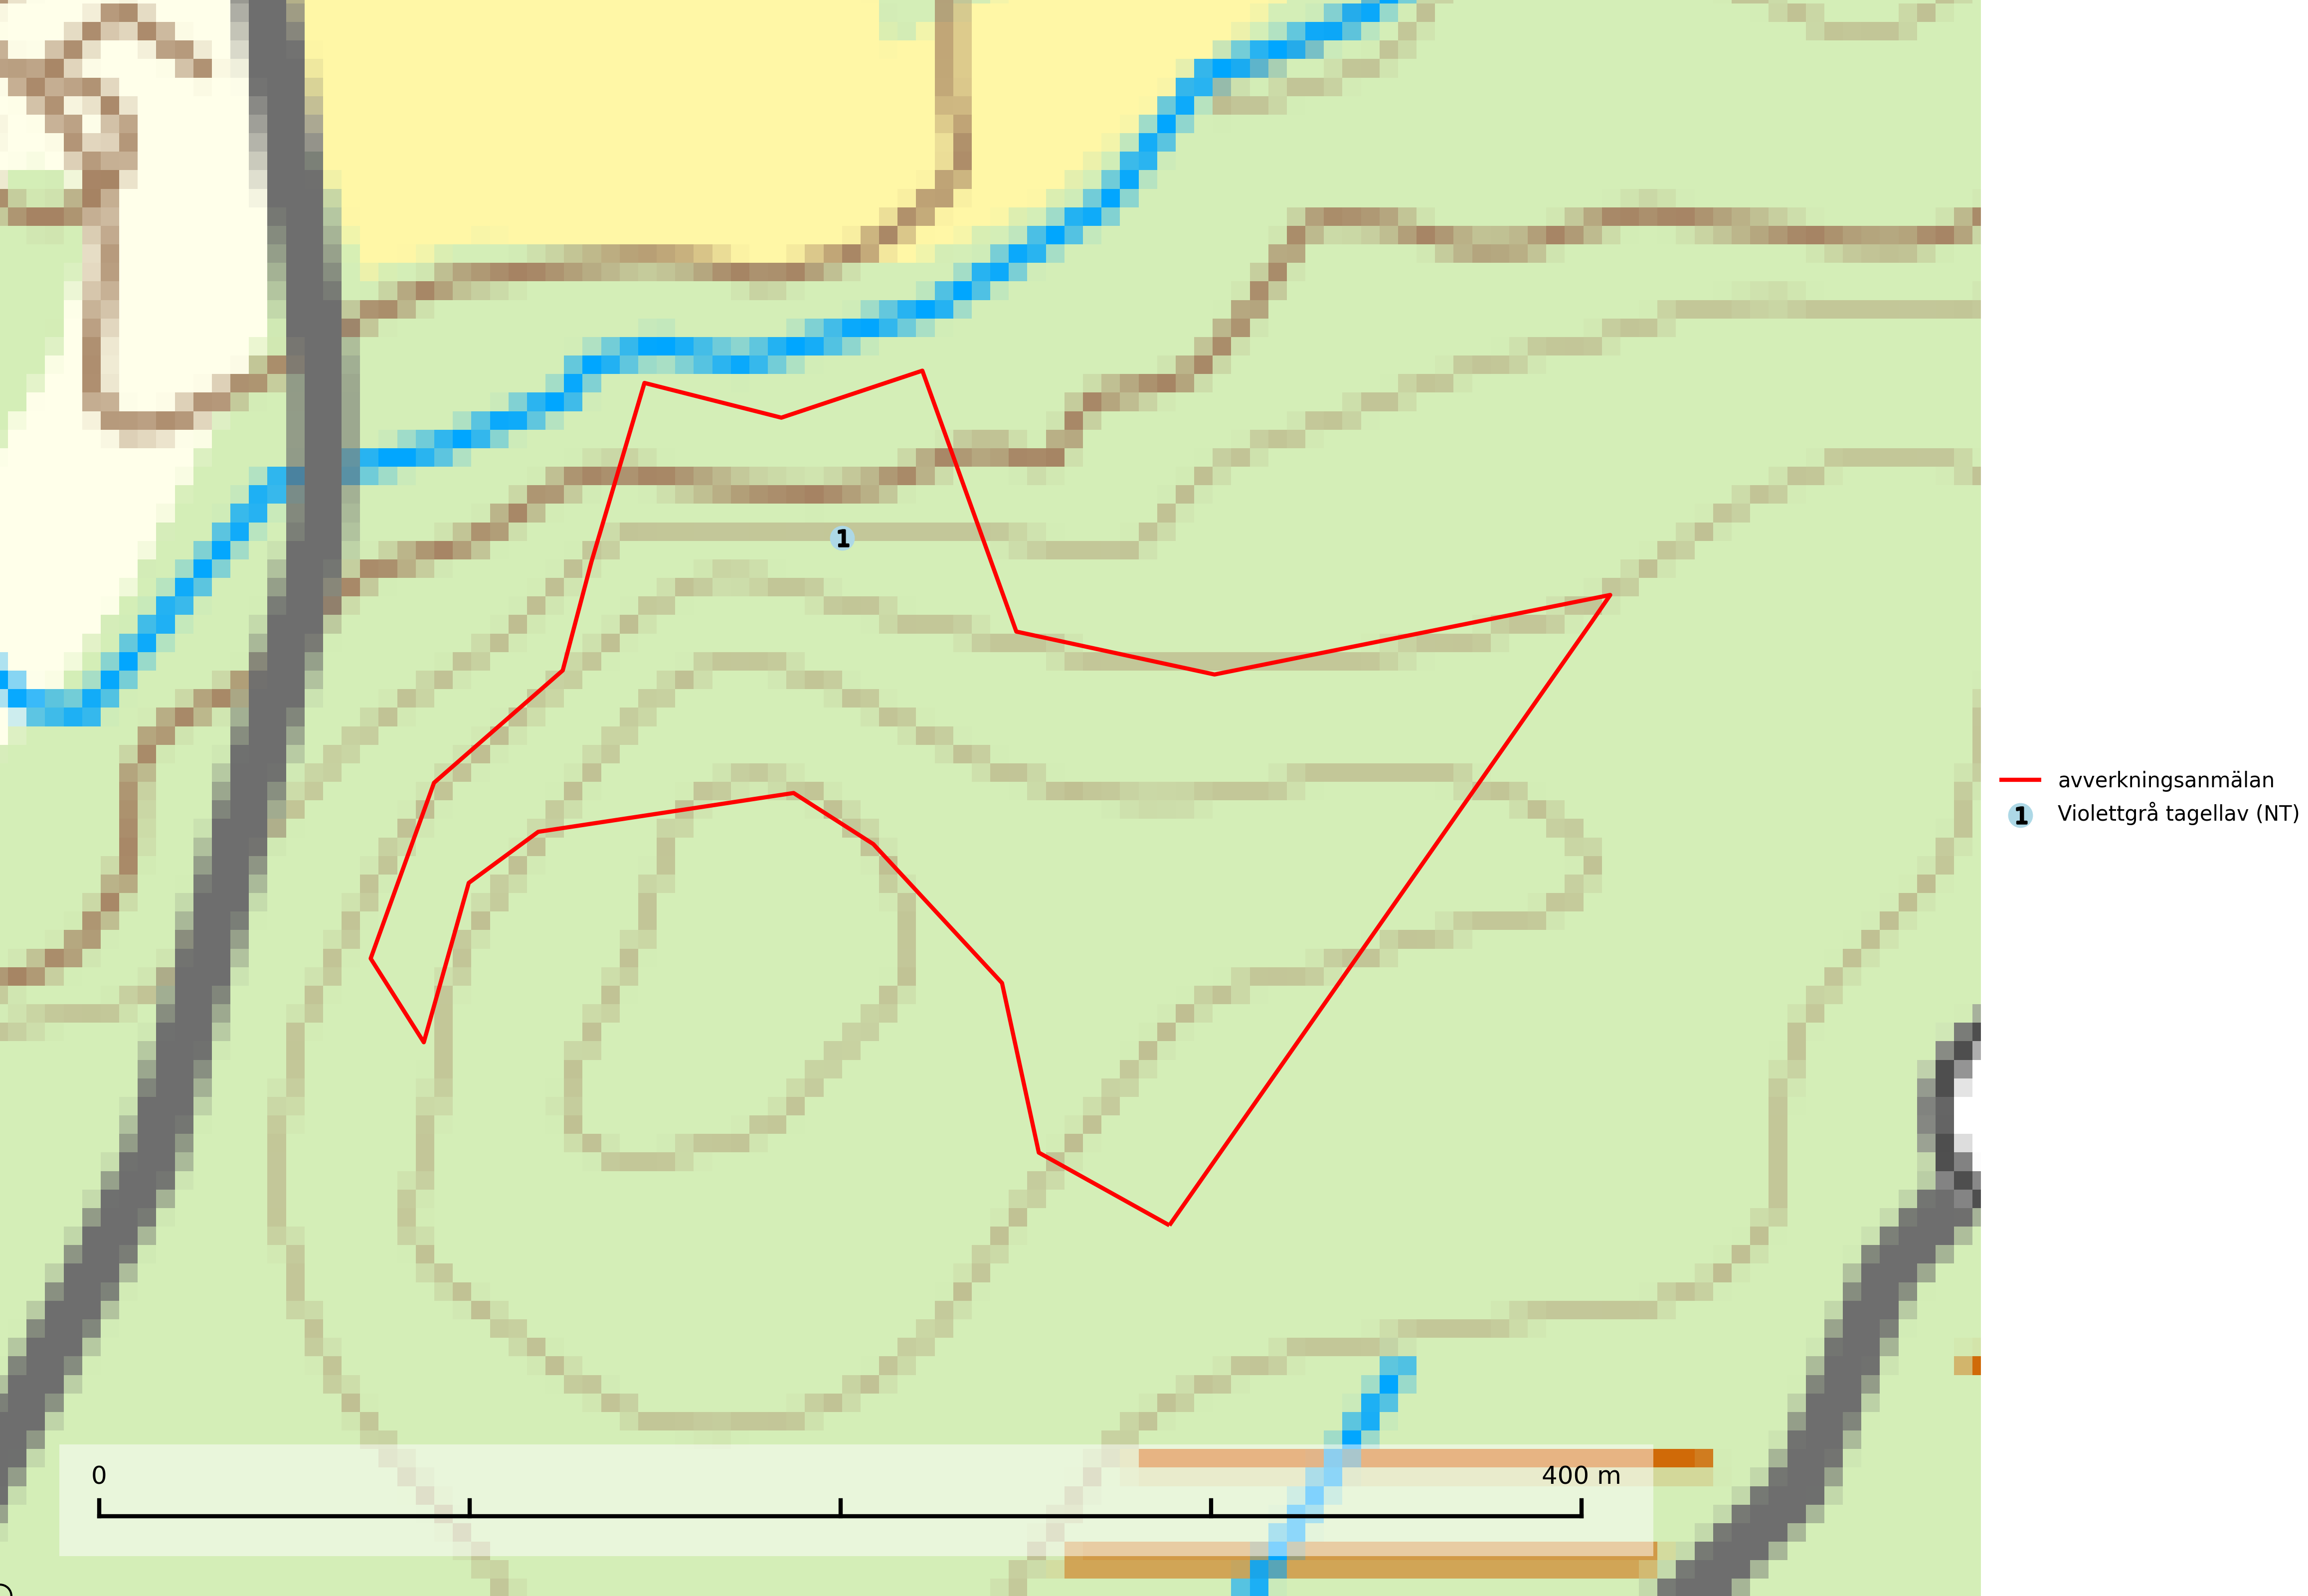 avverkningsanmälan
1 Violettgrå tagellav (NT)
1
0 400 m